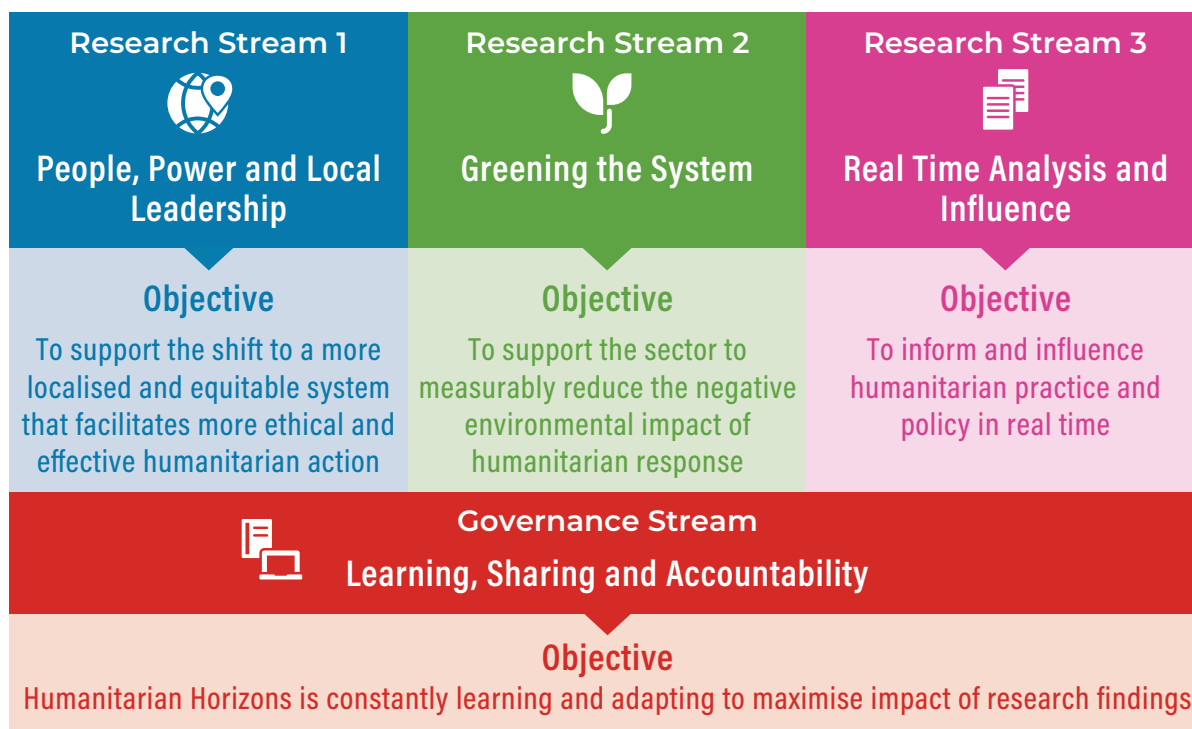 Research Stream 1
People, Power and Local
Leadership
Objective
To support the shift to a more
localised and equitable system
that facilitates more ethical and
effective humanitarian action
Research Stream 2
Greening the System
Objective
To support the sector to
measurably reduce the negative
environmental impact of
humanitarian response
Research Stream 3
Real Time Analysis and
Influence
Objective
To inform and influence
humanitarian practice and
policy in real time
Governance Stream
Learning, Sharing and Accountability
Objective
Humanitarian Horizons is constantly learning and adapting to maximise impact of research findings